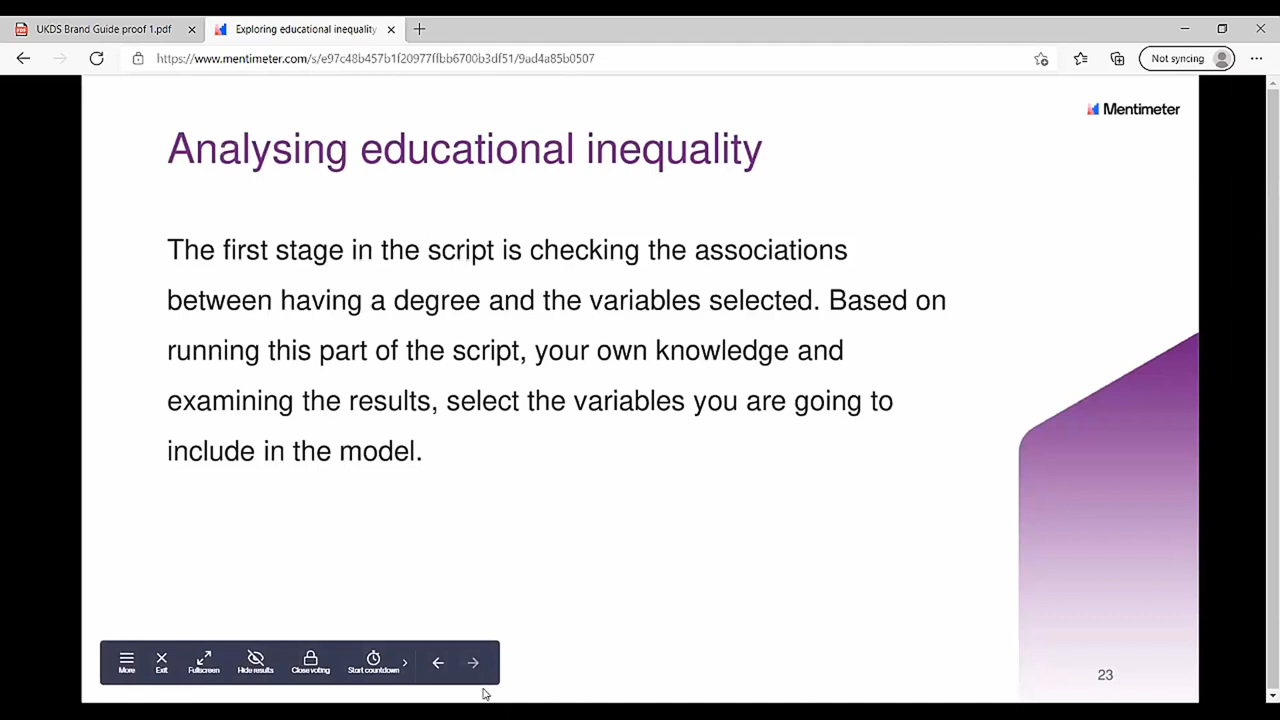 UKDS Brand Guide proof 1.pdf
Exploring educational inequality
Not syncing
https://www.mentimeter.com/s/e97c48b457b1f20977ffbb6700b3df51/9ad4a85b0507
Mentimeter
Analysing educational inequality
The first stage in the script is checking the associations
between having a degree and the variables selected. Based on
running this part of the script, your own knowledge and
examining the results, select the variables you are going to
include in the model.
More
Exit
Fullscreen
Hide results
Close voting
Start countdown
23